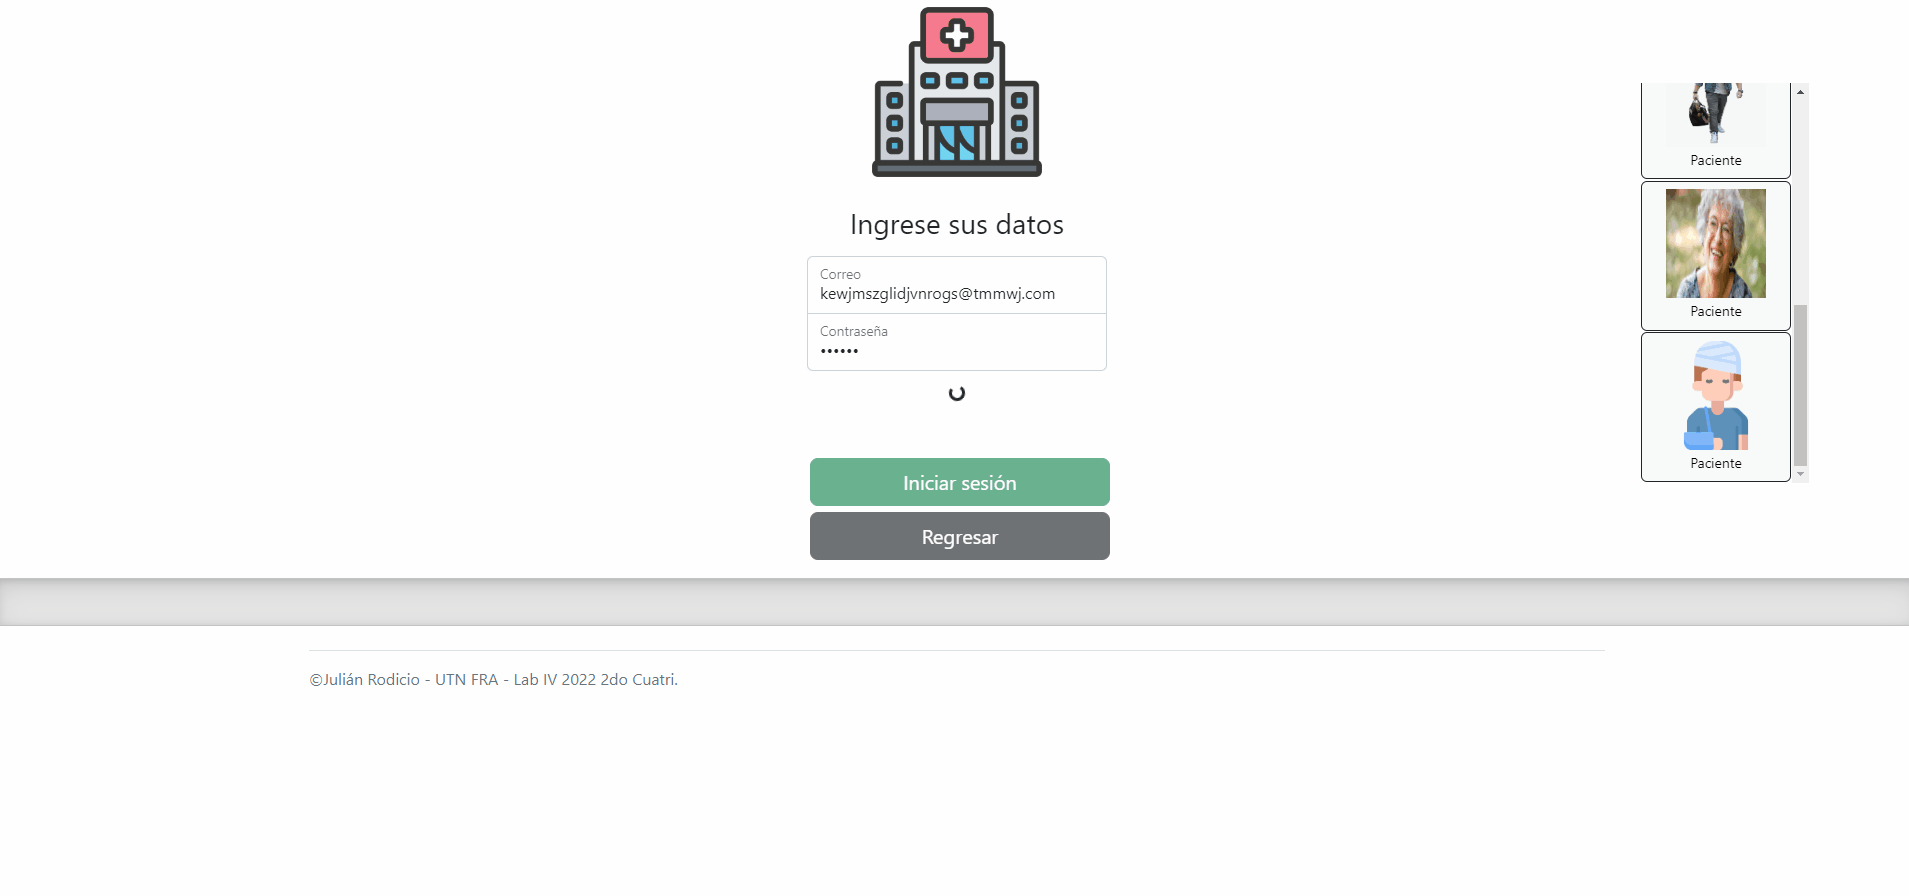 Ingrese sus datos
Correo
kewjmszglidjvnrogs@tmmwj.com
Contraseña
••••••
Iniciar sesión
Regresar
Paciente
Paciente
Paciente
©Julián Rodicio - UTN FRA - Lab IV 2022 2do Cuatri.